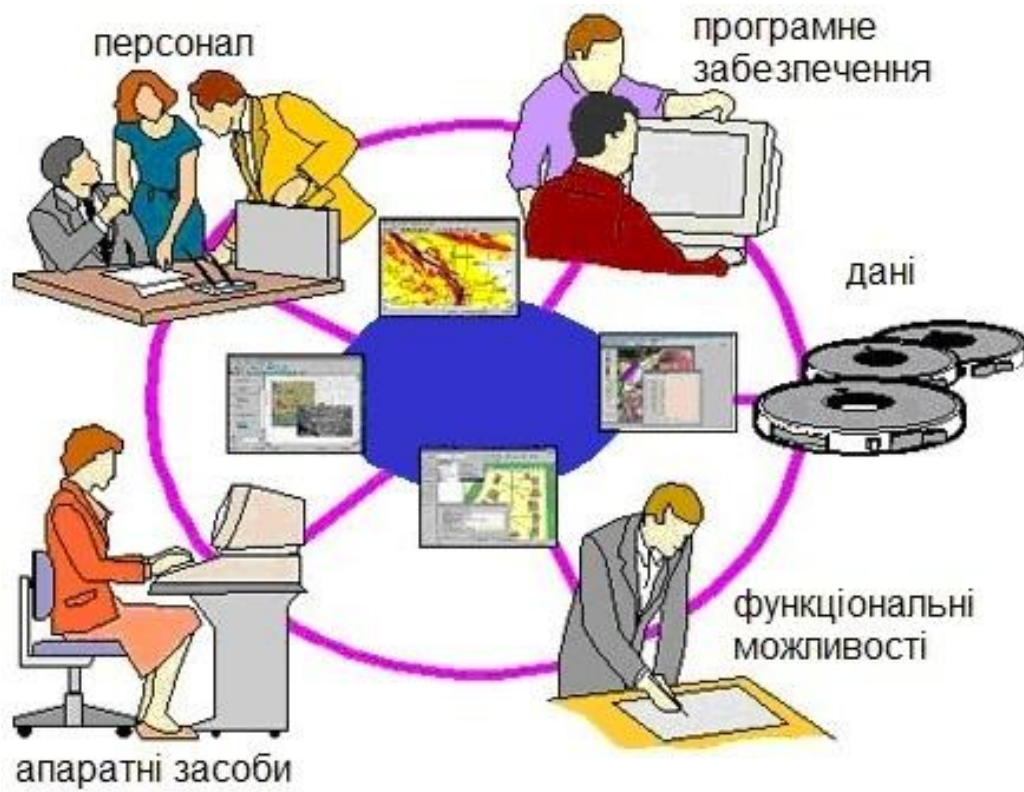 персонал
програмне
забезпечення
дані
функціональні
можливості
апаратні засоби